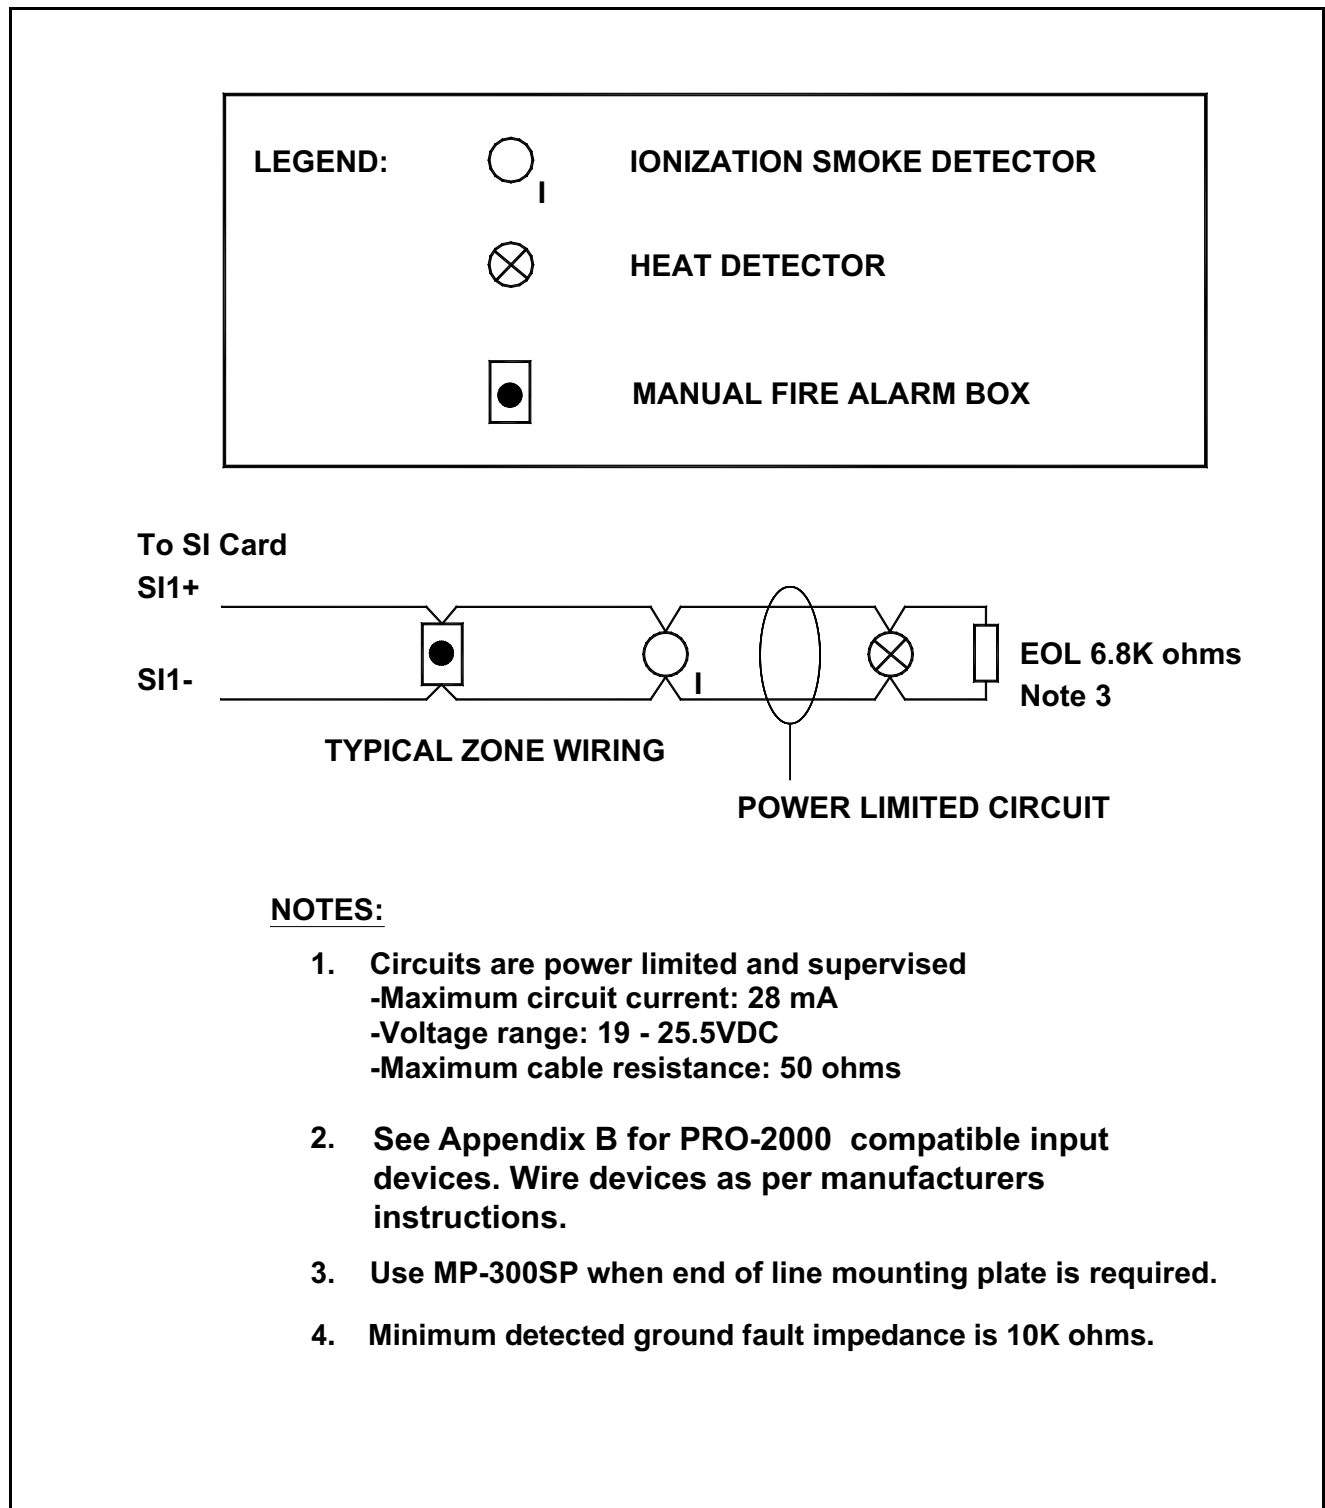 LEGEND:
I
IONIZATION SMOKE DETECTOR
HEAT DETECTOR
MANUAL FIRE ALARM BOX
To SI Card
SI1+
SI1-
I
EOL 6.8K ohms
Note 3
TYPICAL ZONE WIRING
POWER LIMITED CIRCUIT
NOTES:
1. Circuits are power limited and supervised
-Maximum circuit current: 28 mA
-Voltage range: 19 - 25.5VDC
-Maximum cable resistance: 50 ohms
2. See Appendix B for PRO-2000 compatible input
devices. Wire devices as per manufacturers
instructions.
3. Use MP-300SP when end of line mounting plate is required.
4. Minimum detected ground fault impedance is 10K ohms.